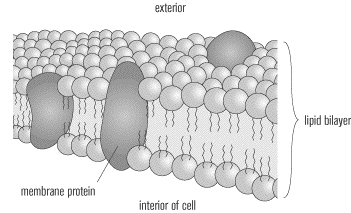 exterior
lipid bilayer
membrane protein
interior of cell